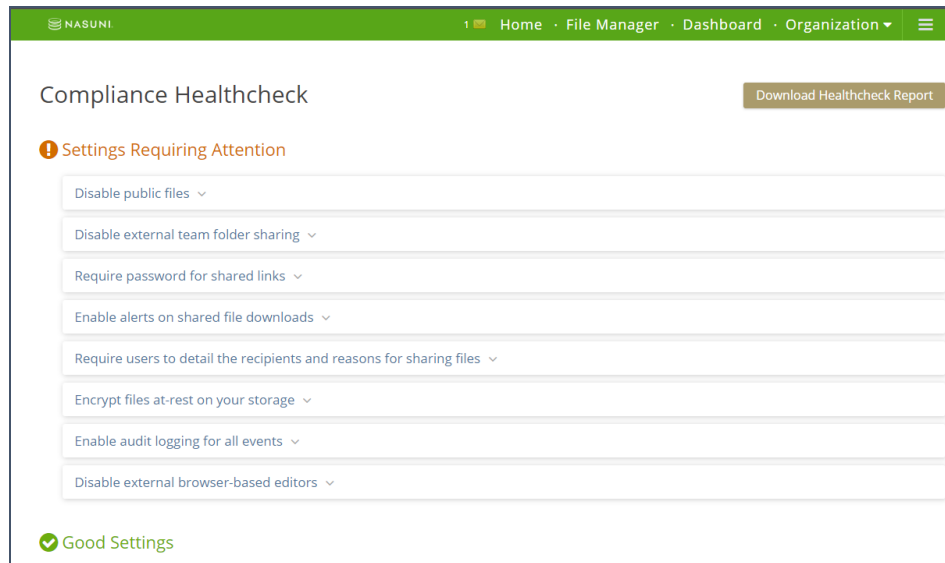 NASUNI
1 Home · File Manager · Dashboard · Organization
Compliance Healthcheck
Download Healthcheck Report
Settings Requiring Attention
Disable public files
Disable external team folder sharing
Require password for shared links
Enable alerts on shared file downloads
Require users to detail the recipients and reasons for sharing files
Encrypt files at-rest on your storage
Enable audit logging for all events
Disable external browser-based editors
Good Settings